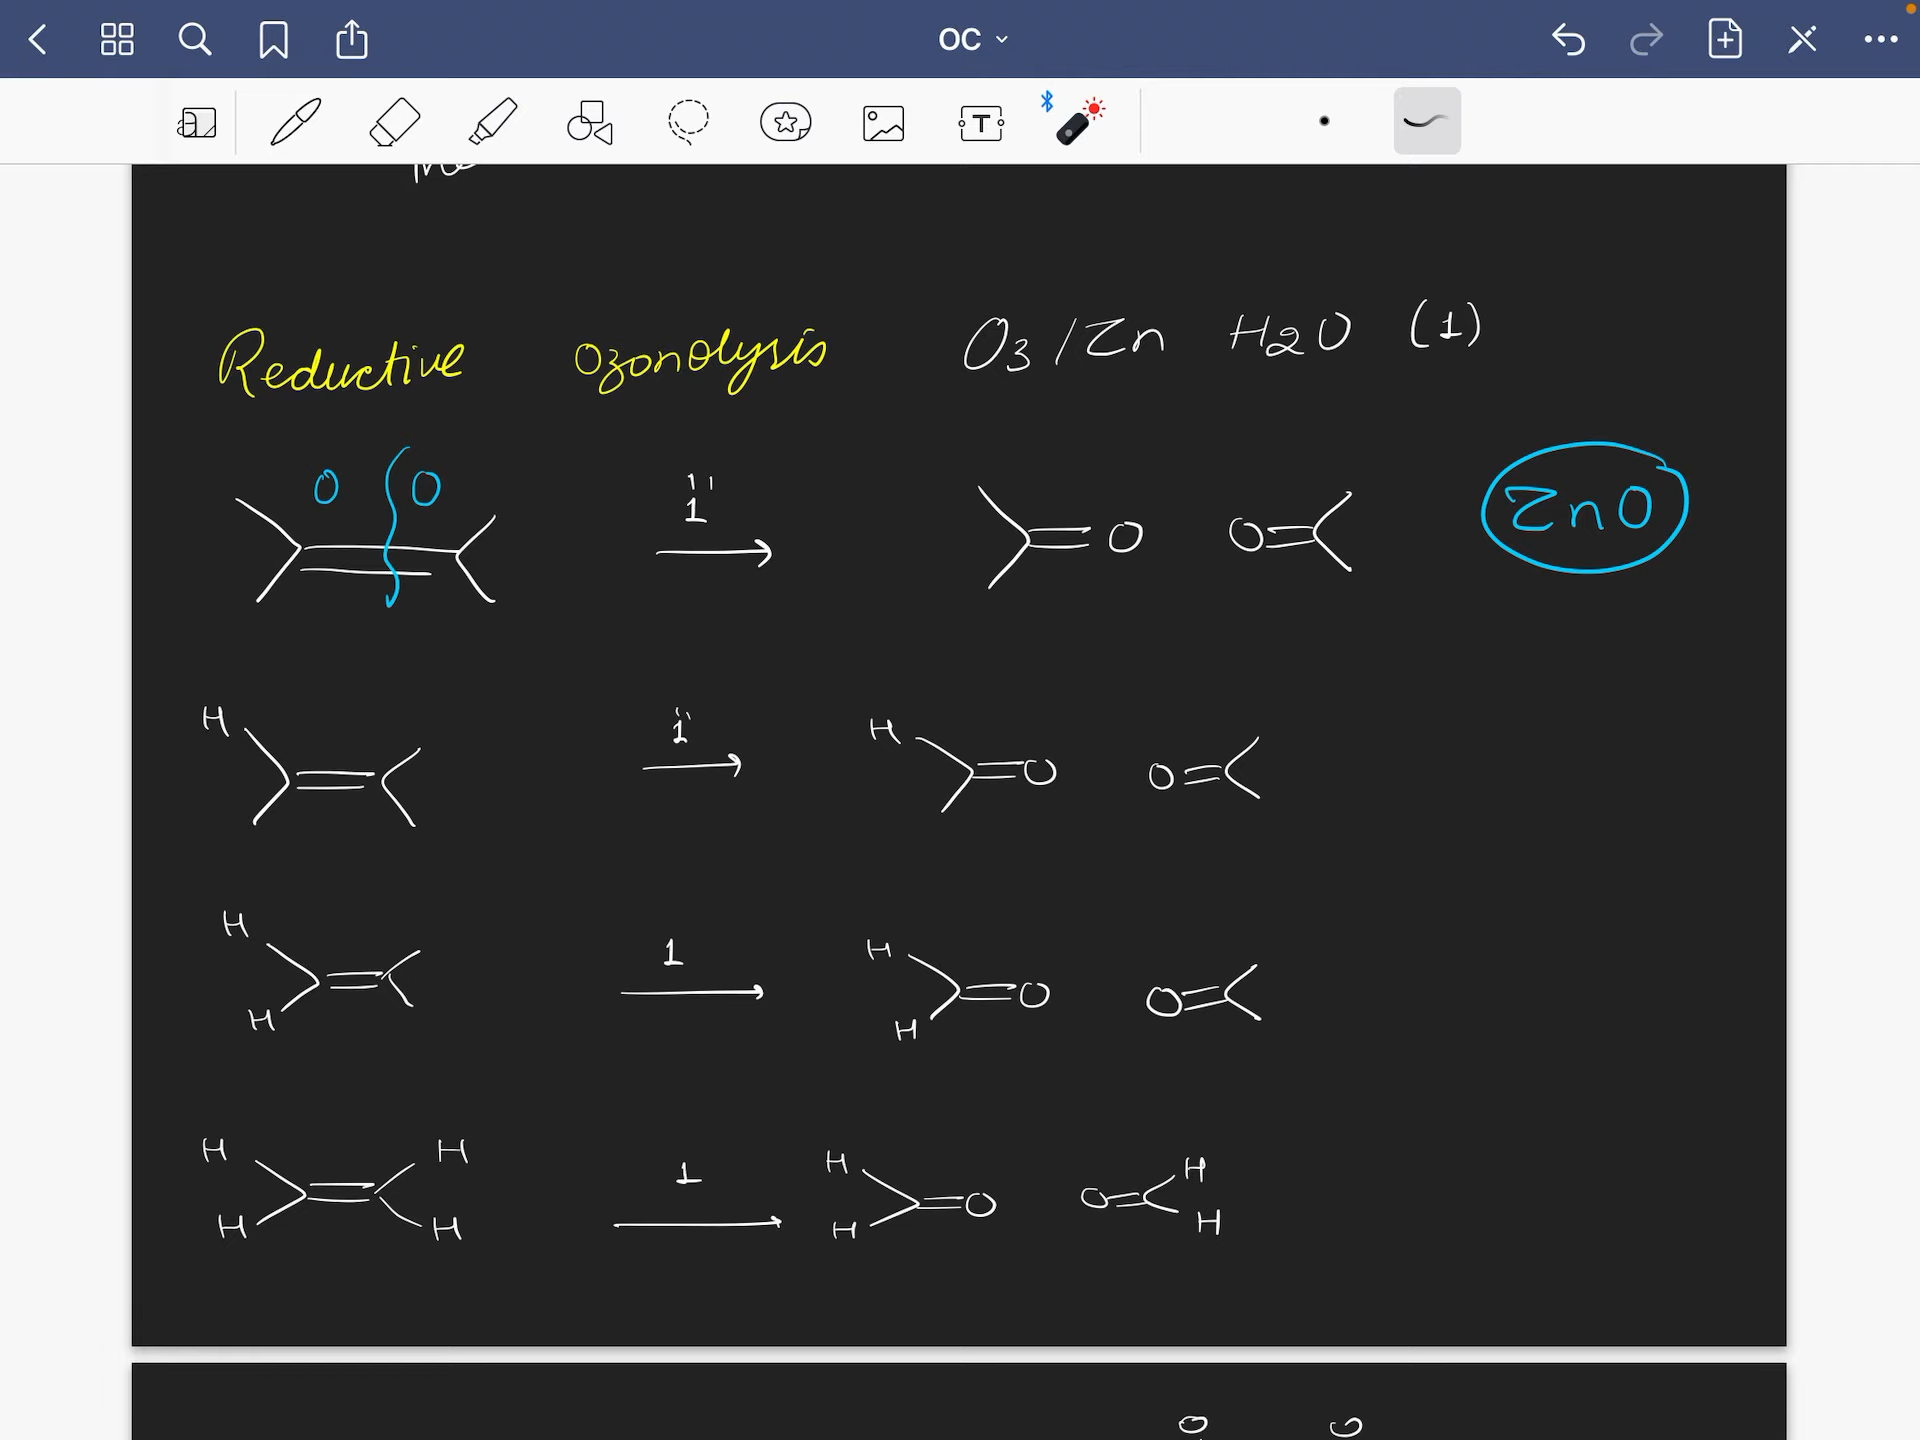 OC
T
Reductive ozonolysis O3/Zn H2O (1)
O O "1" O O ZnO
H "1" H O O
H 1 H O O
H H
H H 1 H O O H
H H H H